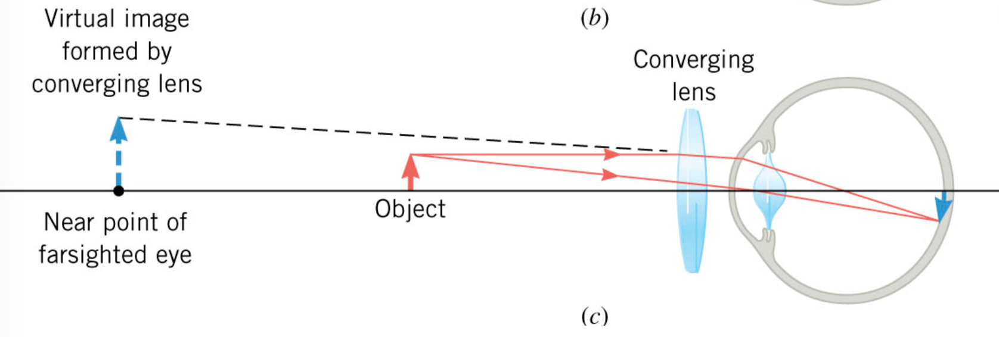 Virtual image
formed by
converging lens
(b)
Converging
lens
Object
Near point of
farsighted eye
(c)